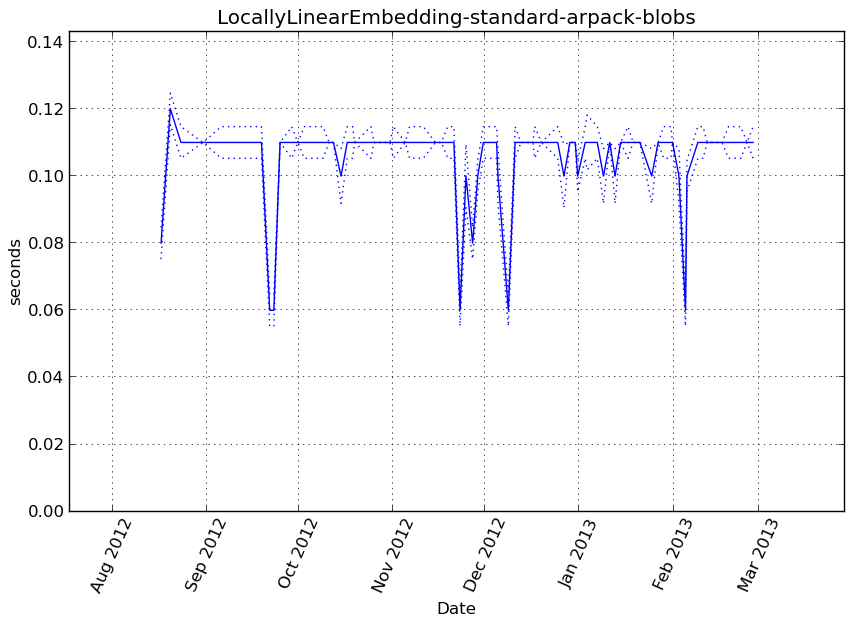 LocallyLinearEmbedding-standard-arpack-blobs
0.14
0.12
0.10
0.08
0.06
0.04
0.02
0.00
seconds
Aug 2012
Sep 2012
Oct 2012
Nov 2012
Dec 2012
Jan 2013
Feb 2013
Mar 2013
Date